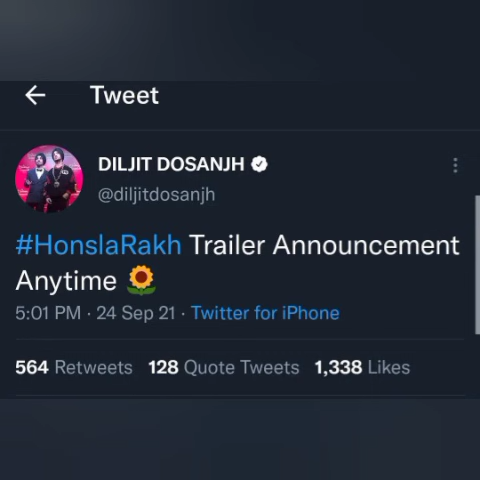 Tweet
DILJIT DOSANJH
@diljitdosanjh
#HonslaRakh Trailer Announcement
Anytime 🌻
5:01 PM · 24 Sep 21 · Twitter for iPhone
564 Retweets 128 Quote Tweets 1,338 Likes